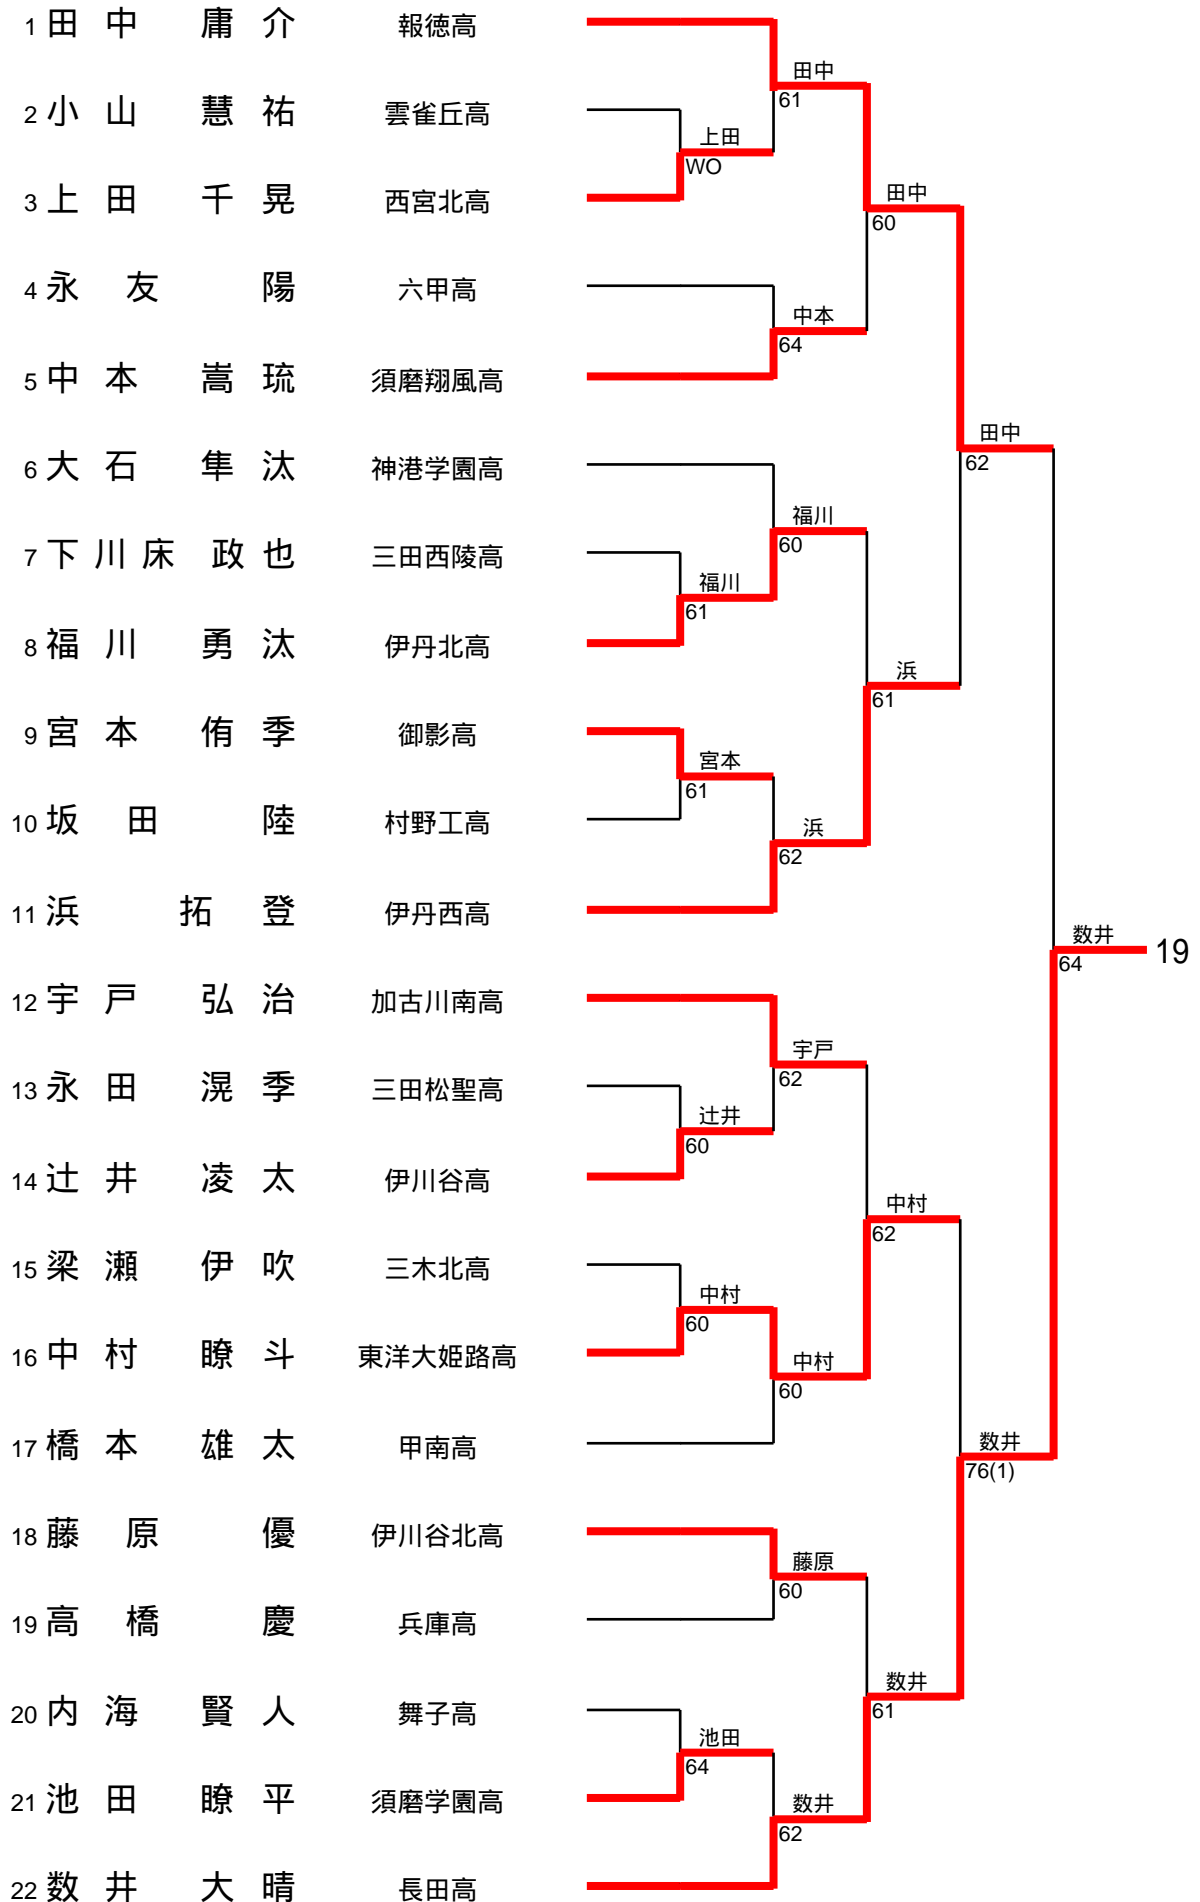 1 田中 庸介 報徳高
田中
61
2 小山 慧祐 雲雀丘高
上田
WO
3 上田 千晃 西宮北高
田中
60
4 永友 陽 六甲高
中本
64
5 中本 嵩琉 須磨翔風高
田中
62
6 大石 隼汰 神港学園高
福川
60
7 下川床 政也 三田西陵高
福川
61
8 福川 勇汰 伊丹北高
浜
61
9 宮本 侑季 御影高
宮本
61
10 坂田 陸 村野工高
浜
62
11 浜 拓登 伊丹西高
数井
64
19
12 宇戸 弘治 加古川南高
宇戸
62
13 永田 滉季 三田松聖高
辻井
60
14 辻井 凌太 伊川谷高
中村
62
15 梁瀬 伊吹 三木北高
中村
60
16 中村 瞭斗 東洋大姫路高
中村
60
17 橋本 雄太 甲南高
数井
76(1)
18 藤原 優 伊川谷北高
藤原
60
19 高橋 慶 兵庫高
数井
61
20 内海 賢人 舞子高
池田
64
21 池田 瞭平 須磨学園高
数井
62
22 数井 大晴 長田高